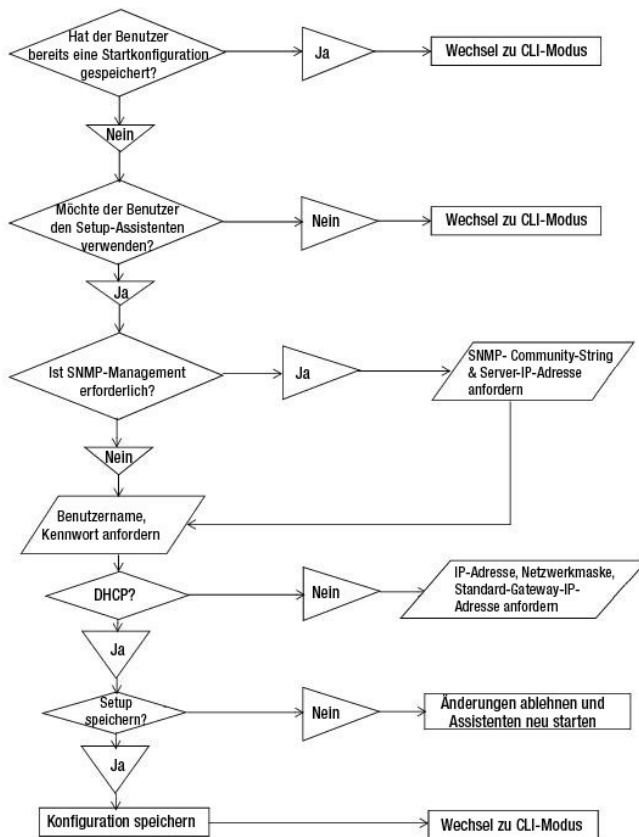 Hat der Benutzer
bereits eine Startkonfiguration
gespeichert?
Ja
Wechsel zu CLI-Modus
Nein
Möchte der Benutzer
den Setup-Assistenten
verwenden?
Nein
Wechsel zu CLI-Modus
Ja
Ist SNMP-Management
erforderlich?
Ja
SNMP- Community-String
& Server-IP-Adresse
anfordern
Nein
Benutzername,
Kennwort anfordern
DHCP?
Nein
IP-Adresse, Netzwerkmaske,
Standard-Gateway-IP-
Adresse anfordern
Ja
Setup
speichern?
Nein
Änderungen ablehnen und
Assistenten neu starten
Ja
Konfiguration speichern
Wechsel zu CLI-Modus